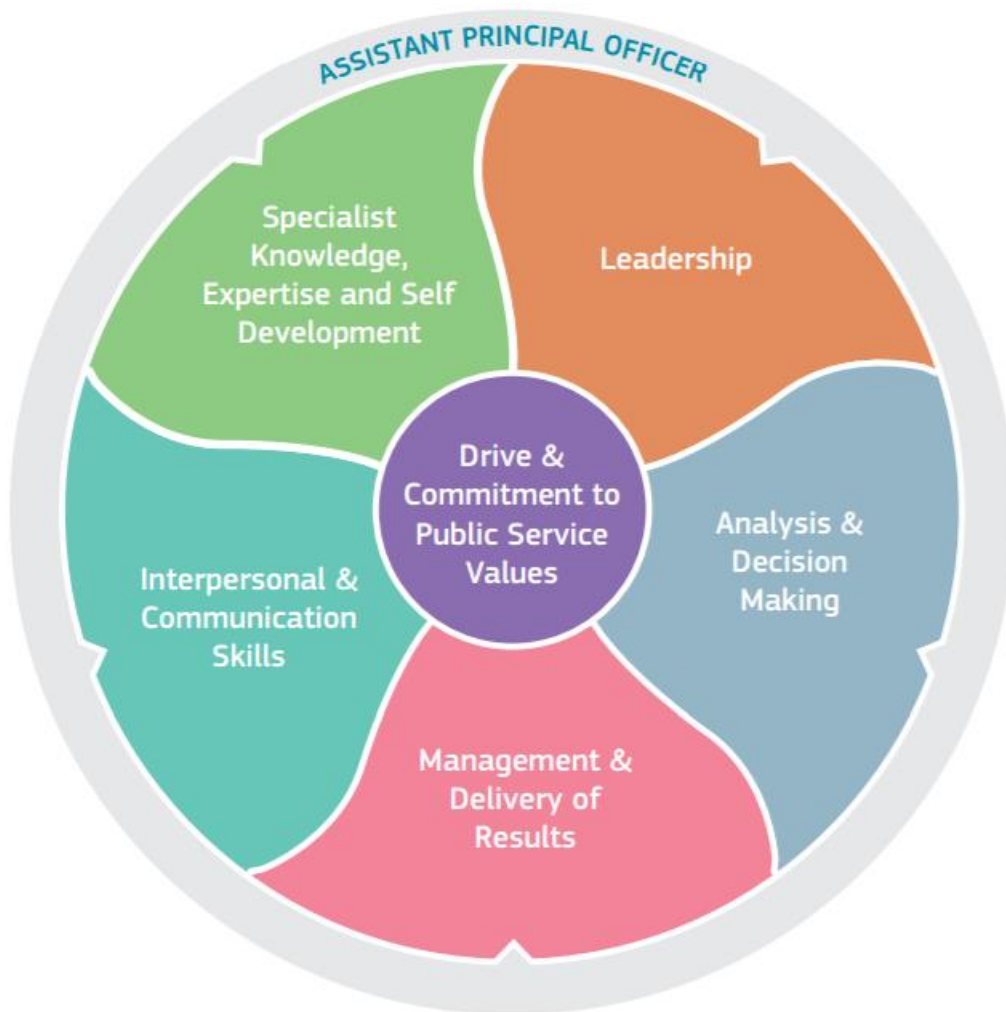 ASSISTANT PRINCIPAL OFFICER
Specialist
Knowledge,
Expertise and Self
Development
Leadership
Drive &
Commitment to
Public Service
Values
Analysis &
Decision
Making
Interpersonal &
Communication
Skills
Management &
Delivery of
Results